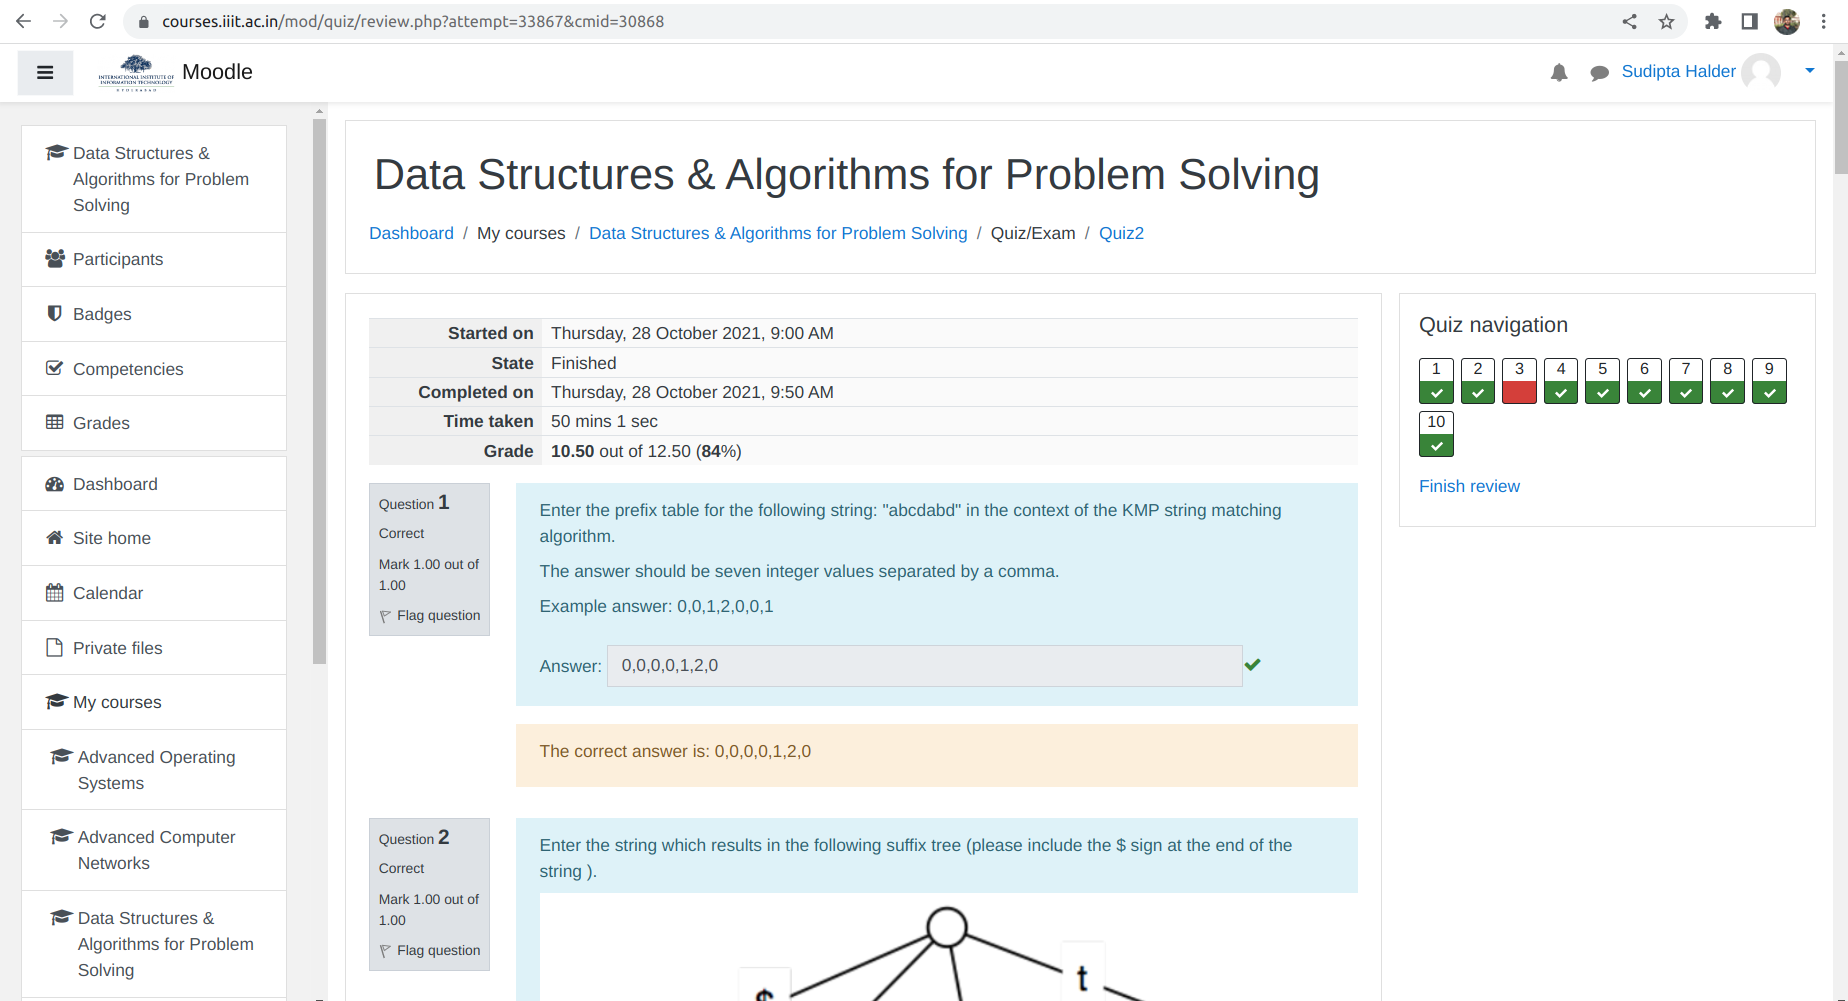 courses.iiit.ac.in/mod/quiz/review.php?attempt=33867&cmid=30868
INTERNATIONAL INSTITUTE OF
INFORMATION TECHNOLOGY
HYDERABAD
Moodle
Sudipta Halder
Data Structures &
Algorithms for Problem
Solving
Participants
Badges
Competencies
Grades
Dashboard
Site home
Calendar
Private files
My courses
Advanced Operating
Systems
Advanced Computer
Networks
Data Structures &
Algorithms for Problem
Solving
Data Structures & Algorithms for Problem Solving
Dashboard / My courses / Data Structures & Algorithms for Problem Solving / Quiz/Exam / Quiz2
Started on Thursday, 28 October 2021, 9:00 AM
State Finished
Completed on Thursday, 28 October 2021, 9:50 AM
Time taken 50 mins 1 sec
Grade 10.50 out of 12.50 (84%)
Question 1
Correct
Mark 1.00 out of
1.00
Flag question
Enter the prefix table for the following string: "abcdabd" in the context of the KMP string matching
algorithm.
The answer should be seven integer values separated by a comma.
Example answer: 0,0,1,2,0,0,1
Answer: 0,0,0,0,1,2,0
The correct answer is: 0,0,0,0,1,2,0
Question 2
Correct
Mark 1.00 out of
1.00
Flag question
Enter the string which results in the following suffix tree (please include the $ sign at the end of the
string ).
t
$
Quiz navigation
1 2 3 4 5 6 7 8 9
10
Finish review